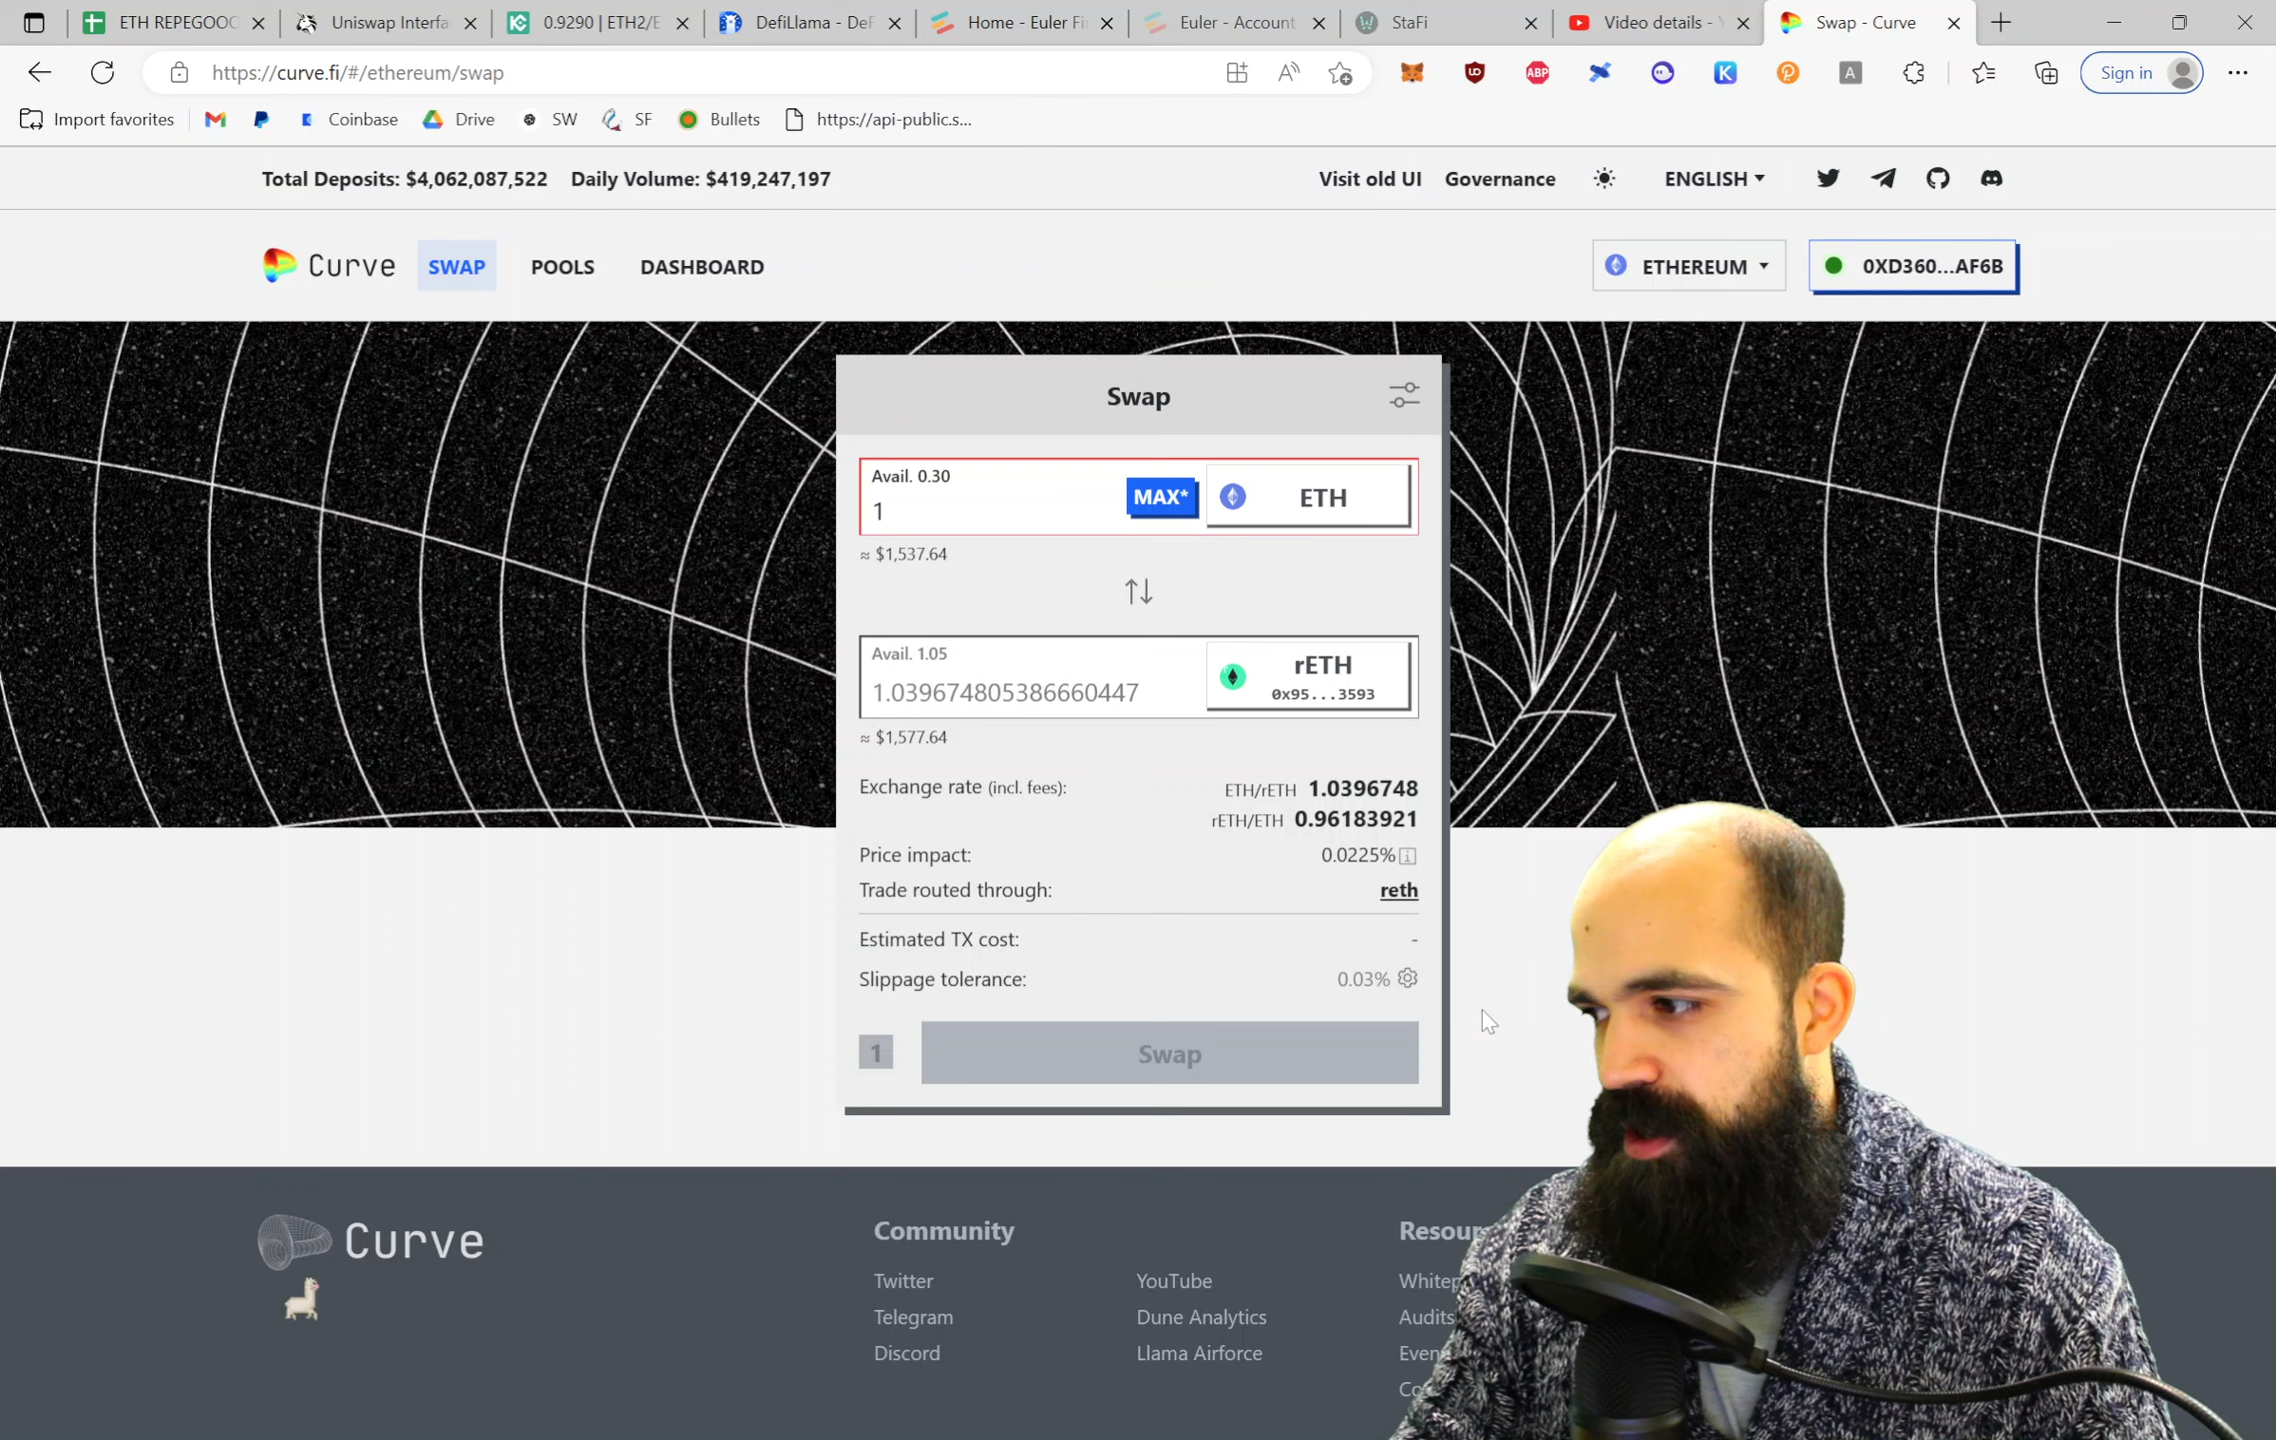 ETH REPEGOOO
Uniswap Interfa
0.9290 | ETH2/E
DefiLlama - DeF
Home - Euler Fi
Euler - Account
StaFi
Video details - Y
Swap - Curve
https://curve.fi/#/ethereum/swap
Sign in
Import favorites
Coinbase
Drive
SW
SF
Bullets
https://api-public.s...
Total Deposits: $4,062,087,522 Daily Volume: $419,247,197
Visit old UI
Governance
ENGLISH
Curve
SWAP
POOLS
DASHBOARD
ETHEREUM
0XD360...AF6B
Swap
Avail. 0.30
1
MAX*
ETH
≈ $1,537.64
Avail. 1.05
1.039674805386660447
rETH
0x95...3593
≈ $1,577.64
Exchange rate (incl. fees):
ETH/rETH 1.0396748
rETH/ETH 0.96183921
Price impact:
0.0225%
Trade routed through:
reth
Estimated TX cost:
-
Slippage tolerance:
0.03%
1
Swap
Curve
Community
Resour
Twitter
YouTube
Whitep
Telegram
Dune Analytics
Audits
Discord
Llama Airforce
Even
Co